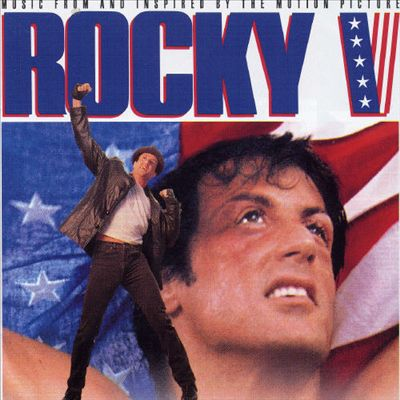 MUSIC FROM AND INSPIRED BY THE MOTION PICTURE
ROCKY V